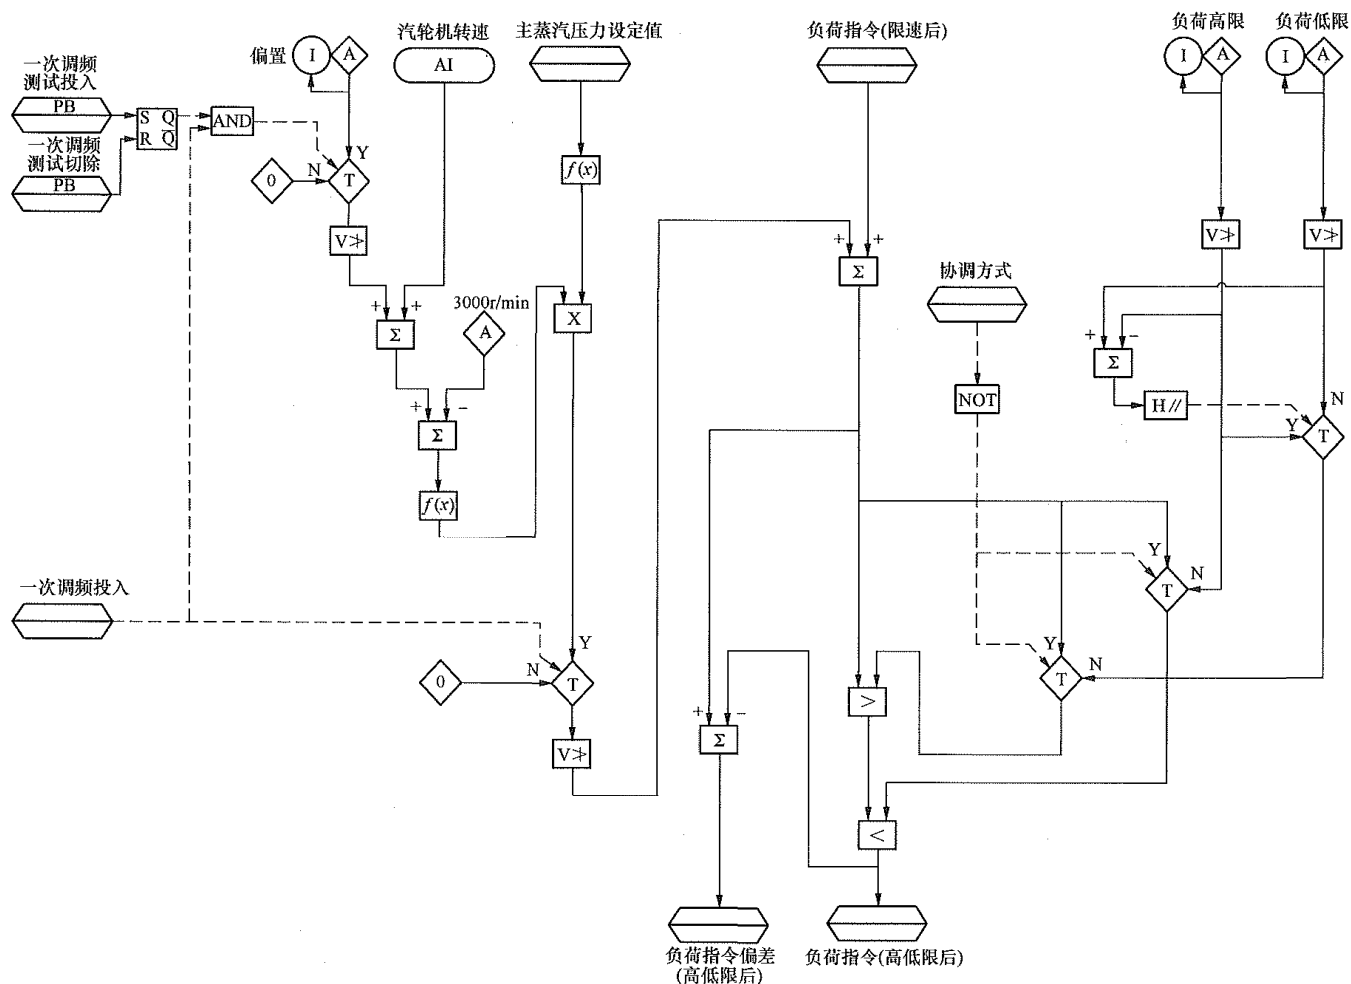 负荷高限
负荷低限
汽轮机转速
主蒸汽压力设定值
负荷指令(限速后)
偏置
I
A
AI
I
A
I
A
一次调频
测试投入
PB
S Q
R Q̅
AND
一次调频
测试切除
PB
Y
N
0
T
f(x)
V≯
V≯
V≯
+
+
Σ
+
+
Σ
协调方式
3000r/min
A
X
+
−
Σ
NOT
H//
N
Y
T
+
−
Σ
f(x)
Y
N
T
一次调频投入
Y
N
0
T
Y
N
T
>
+
−
Σ
V≯
<
负荷指令偏差
(高低限后)
负荷指令(高低限后)